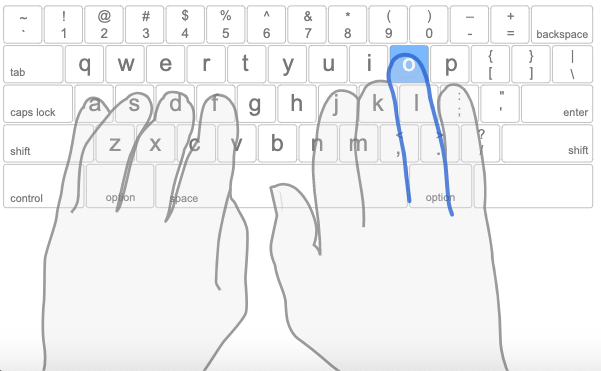 ~ ! @ # $ % ^ & * ( ) – +
` 1 2 3 4 5 6 7 8 9 0 - = backspace
tab q w e r t y u i o p { [ } ] | \
caps lock a s d f g h j k l : ; " ' enter
shift z x c v b n m < , > . ? / shift
control option space option